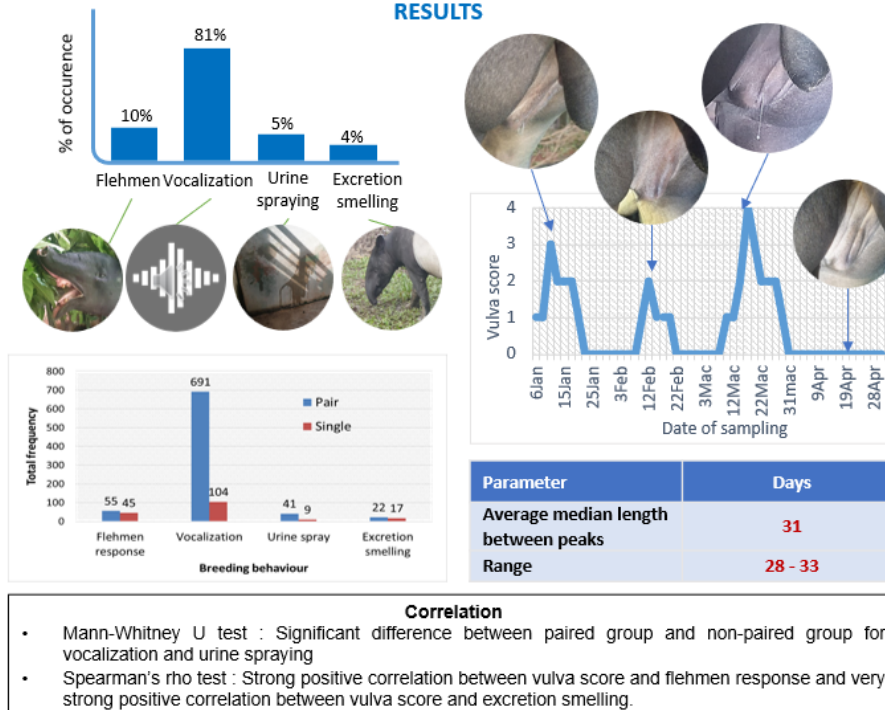 RESULTS
% of occurence
10%
81%
5%
4%
Flehmen
Vocalization
Urine
spraying
Excretion
smelling
Vulva score
4
3
2
1
0
6Jan
15Jan
25Jan
3Feb
12Feb
22Feb
3Mac
12Mac
22Mac
31mac
9Apr
19Apr
28Apr
Date of sampling
Total frequency
800
700
600
500
400
300
200
100
0
55
45
691
104
41
9
22
17
Pair
Single
Flehmen
response
Vocalization
Urine spray
Excretion
smelling
Breeding behaviour
Parameter Days
Average median length
between peaks
31
Range 28 - 33
Correlation
• Mann-Whitney U test : Significant difference between paired group and non-paired group for
vocalization and urine spraying
• Spearman's rho test : Strong positive correlation between vulva score and flehmen response and very
strong positive correlation between vulva score and excretion smelling.